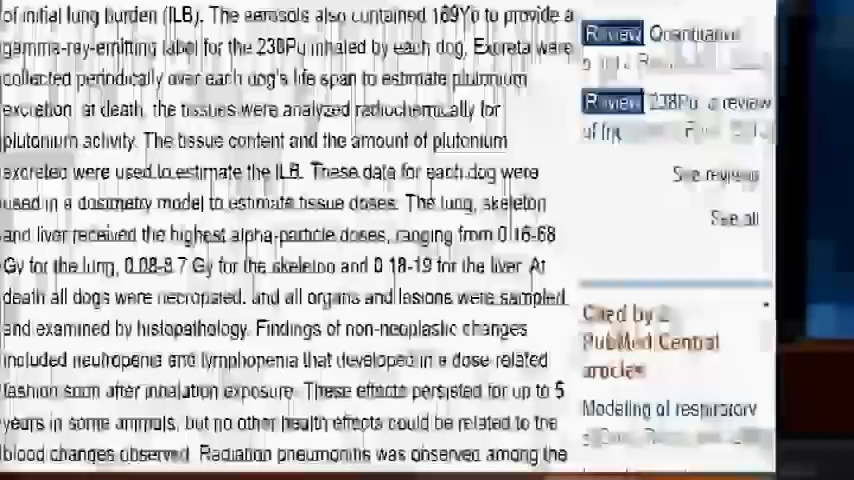 of initial lung burden (ILB). The aerosols also contained 169Yb to provide a
gamma-ray-emitting label for the 238Pu inhaled by each dog. Excreta were
collected periodically over each dog's life span to estimate plutonium
excretion; at death, the tissues were analyzed radiochemically for
plutonium activity. The tissue content and the amount of plutonium
excreted were used to estimate the ILB. These data for each dog were
used in a dosimetry model to estimate tissue doses. The lung, skeleton
and liver received the highest alpha-particle doses, ranging from 0.16-68
Gy for the lung, 0.08-8.7 Gy for the skeleton and 0.18-19 for the liver. At
death all dogs were necropsied, and all organs and lesions were sampled
and examined by histopathology. Findings of non-neoplastic changes
included neutropenia and lymphopenia that developed in a dose-related
fashion soon after inhalation exposure. These effects persisted for up to 5
years in some animals, but no other health effects could be related to the
blood changes observed. Radiation pneumonitis was observed among the
Review Quantitative
Review 238Pu: a review
of
See reviews
See all
Cited by 2
PubMed Central
articles
Modeling of respiratory